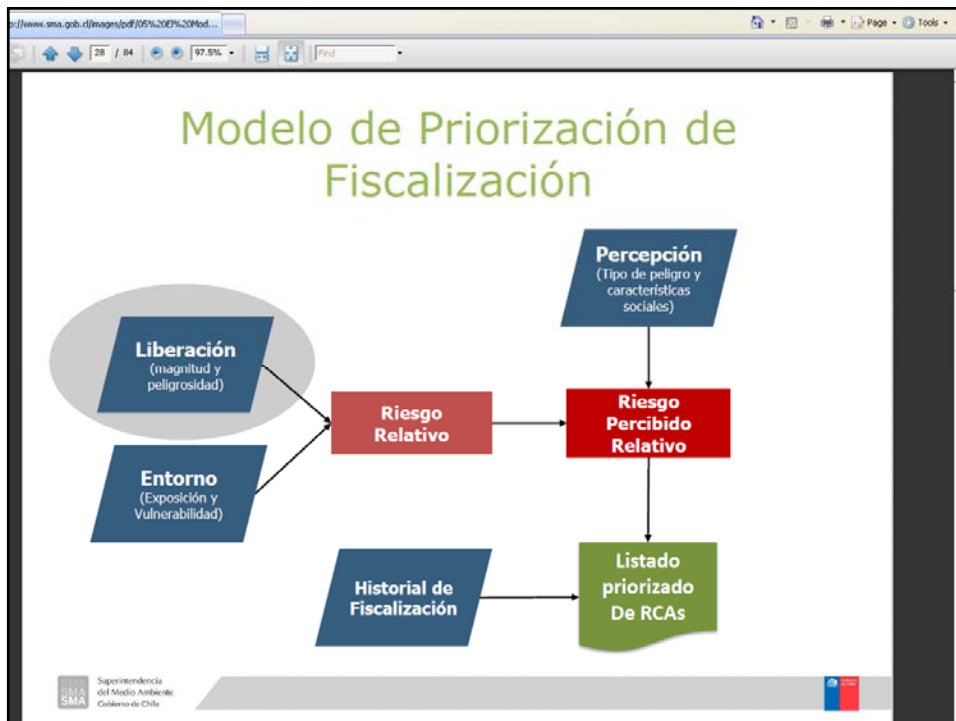 p://www.sma.gob.cl/images/pdf/05%20El%20Mod...
Page
Tools
28 / 84
97.5%
Find
Modelo de Priorización de
Fiscalización
Percepción
(Tipo de peligro y
características
sociales)
Liberación
(magnitud y
peligrosidad)
Riesgo
Relativo
Riesgo
Percibido
Relativo
Entorno
(Exposición y
Vulnerabilidad)
Historial de
Fiscalización
Listado
priorizado
De RCAs
SMA
SMA
SMA
Superintendencia
del Medio Ambiente
Gobierno de Chile